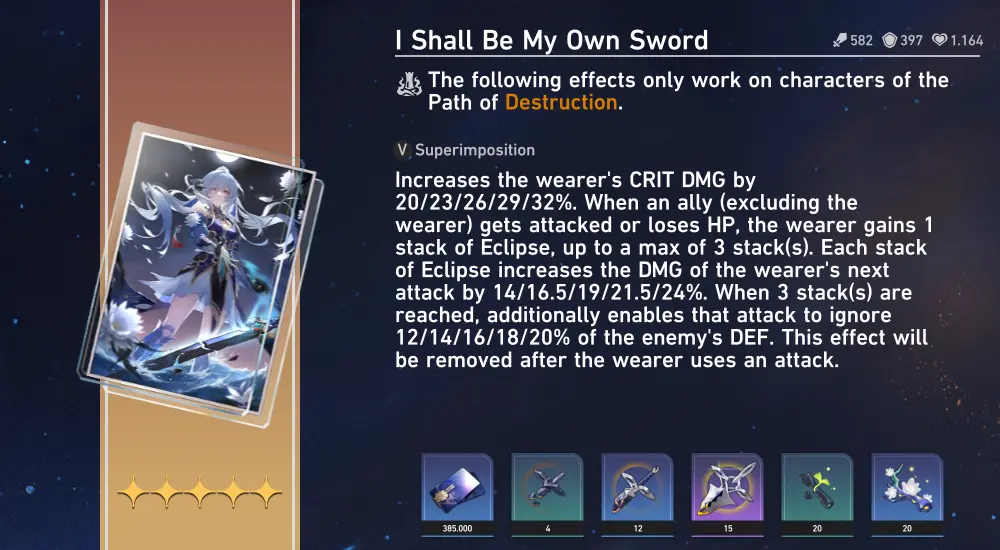 I Shall Be My Own Sword
582 397 1.164
The following effects only work on characters of the
Path of Destruction.
V Superimposition
Increases the wearer's CRIT DMG by
20/23/26/29/32%. When an ally (excluding the
wearer) gets attacked or loses HP, the wearer gains 1
stack of Eclipse, up to a max of 3 stack(s). Each stack
of Eclipse increases the DMG of the wearer's next
attack by 14/16.5/19/21.5/24%. When 3 stack(s) are
reached, additionally enables that attack to ignore
12/14/16/18/20% of the enemy's DEF. This effect will
be removed after the wearer uses an attack.
385.000 4 12 15 20 20